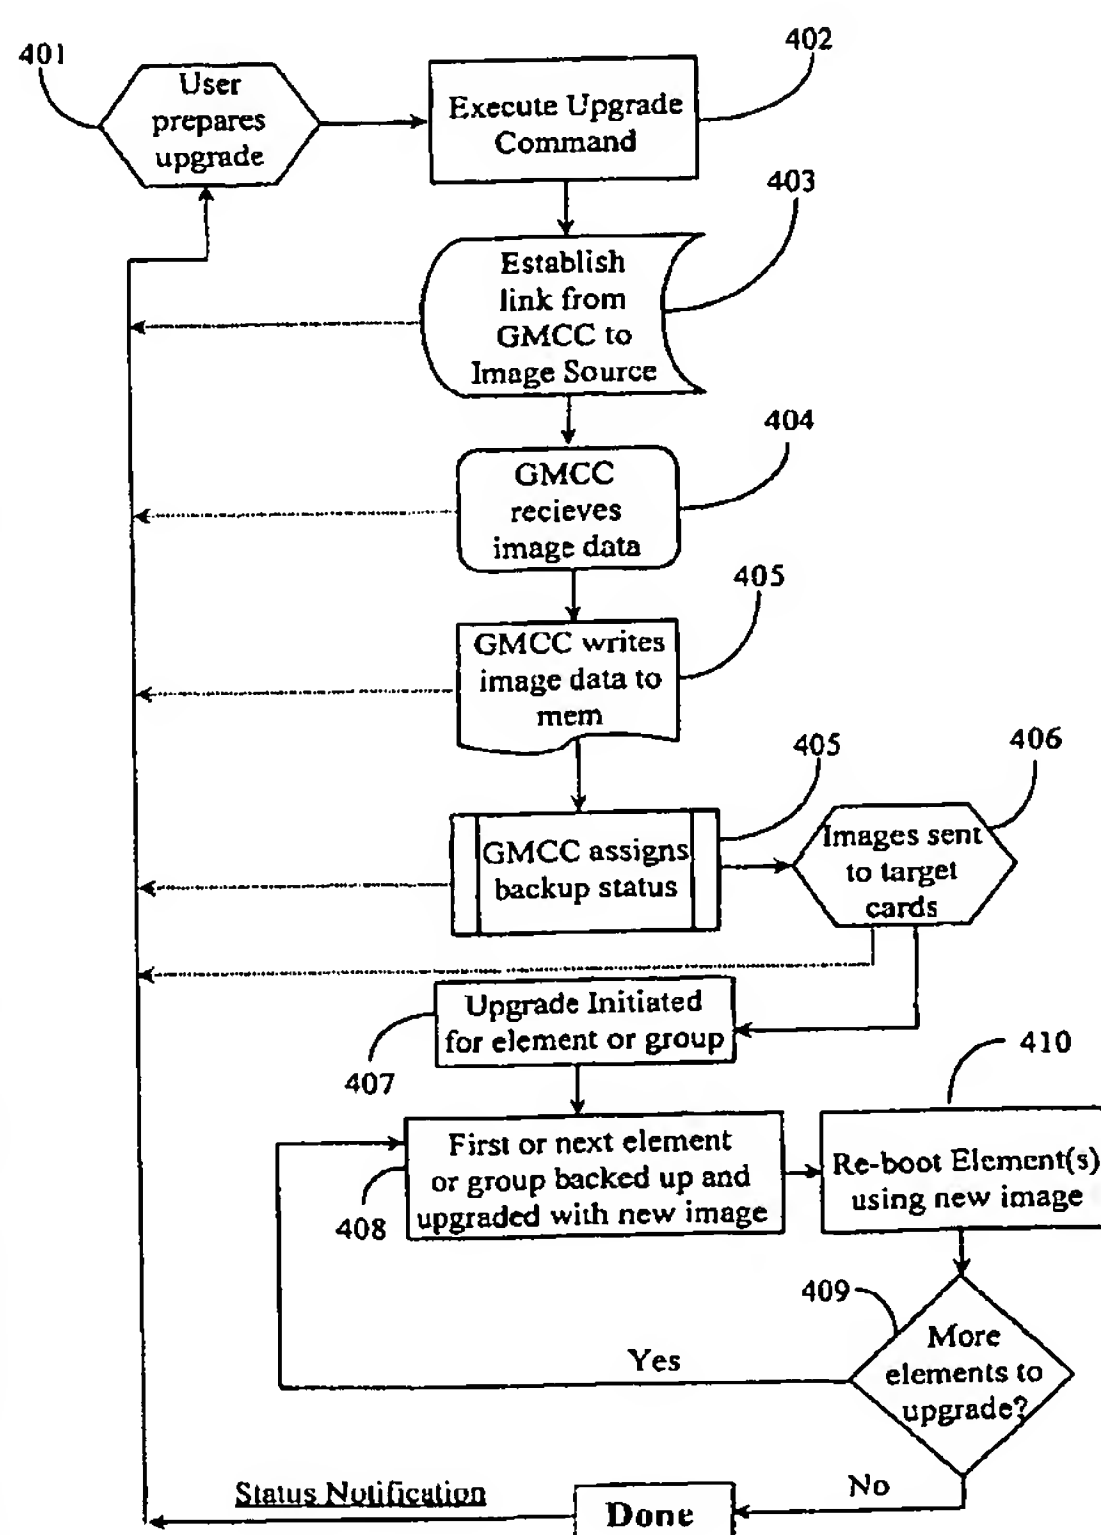 401
User
prepares
upgrade
402
Execute Upgrade
Command
403
Establish
link from
GMCC to
Image Source
404
GMCC
recieves
image data
405
GMCC writes
image data to
mem
405
GMCC assigns
backup status
406
Images sent
to target
cards
Upgrade Initiated
for element or group
407
410
First or next element
or group backed up and
upgraded with new image
408
Re-boot Element(s)
using new image
409
More
elements to
upgrade?
Yes
No
Status Notification
Done